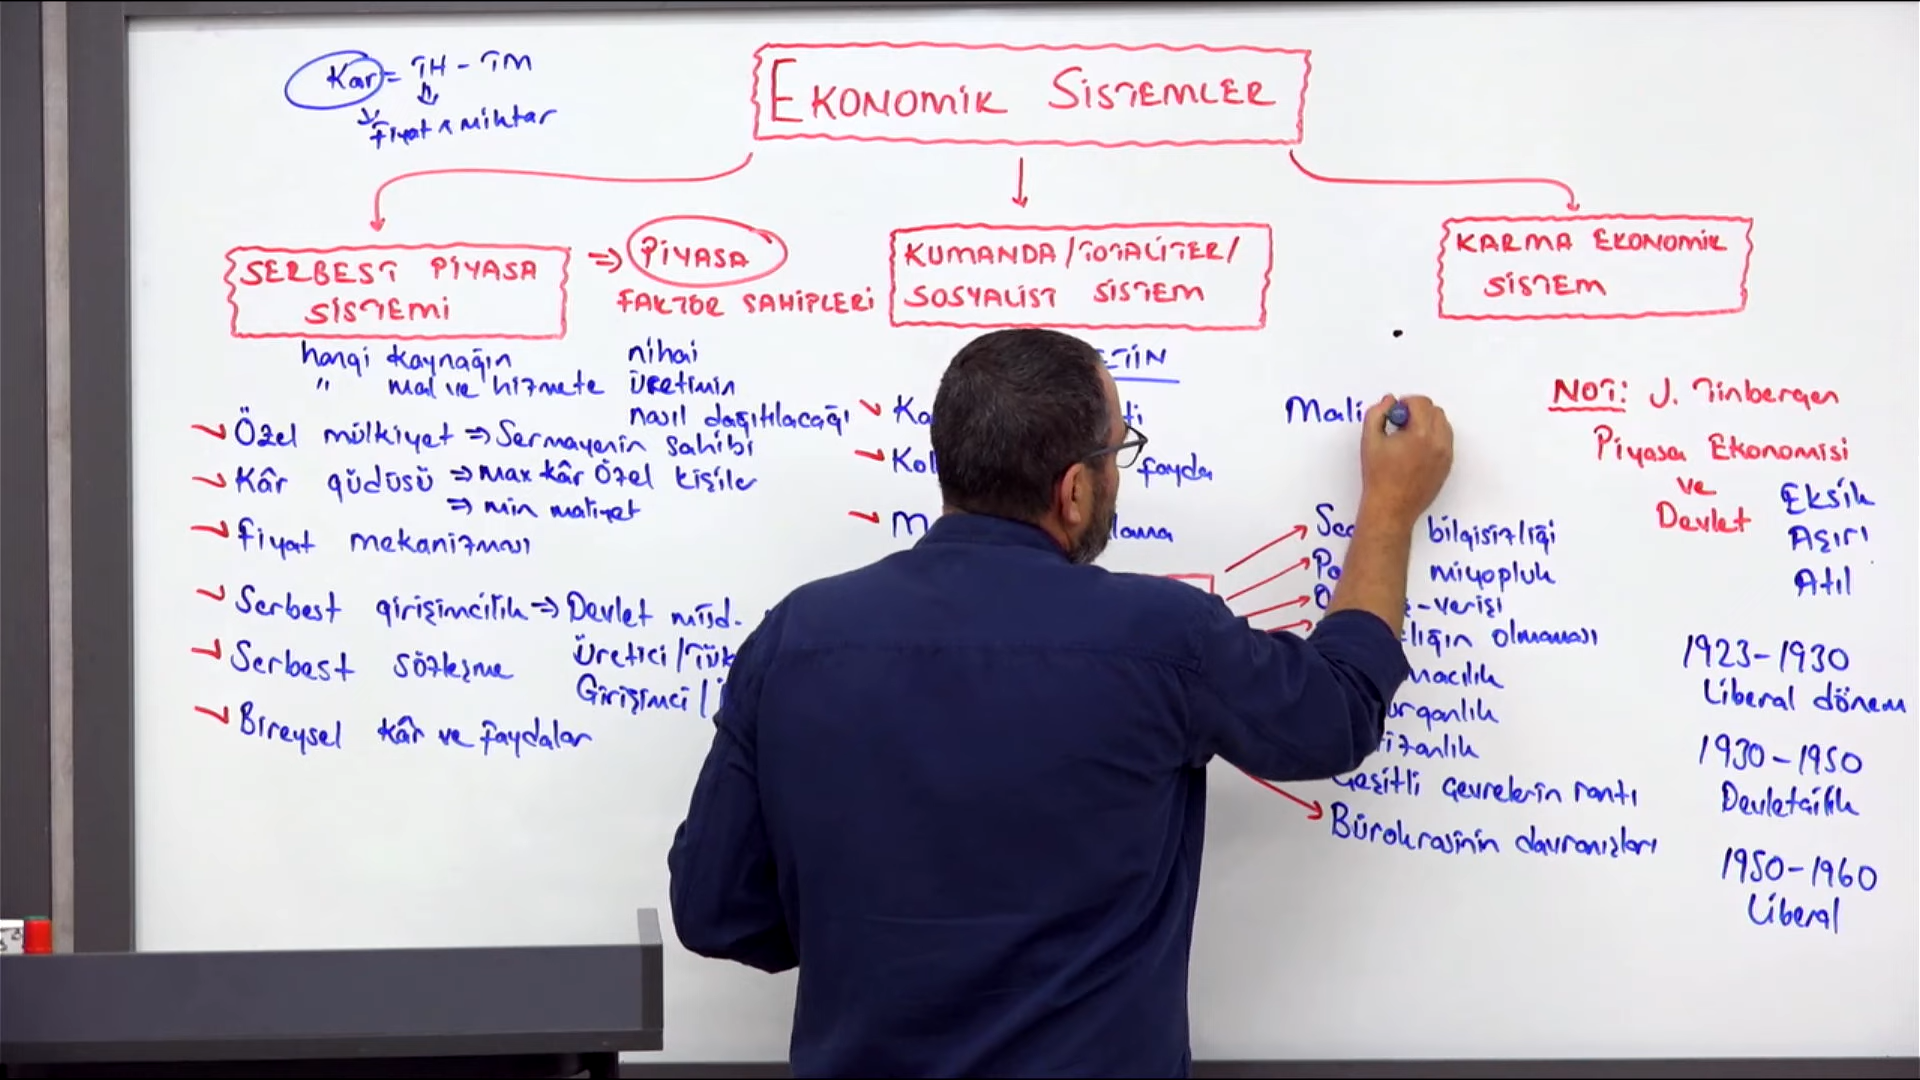 Kar = TH - TM
Fiyat x miktar
EKONOMİK SİSTEMLER
SERBEST PİYASA
SİSTEMİ
⇒ PİYASA
FAKTÖR SAHİPLERİ
hangi kaynağın
" mal ve hizmete
nihai
üretimin
nasıl dağıtılacağı
Özel mülkiyet ⇒ Sermayenin sahibi
Kâr güdüsü ⇒ max kâr Özel kişiler
⇒ min maliyet
Fiyat mekanizması
Serbest girişimcilik ⇒ Devlet müd.
Serbest sözleşme
Üretici /
Girişimci /
Bireysel kâr ve faydalar
KUMANDA/TOTALİTER/
SOSYALİST SİSTEM
fayda
Mali
bilgisizliği
miyopluk
-verişi
olmaması
Çeşitli çevrelerin rantı
Bürokrasinin davranışları
KARMA EKONOMİK
SİSTEM
NOT: J. Tinbergen
Piyasa Ekonomisi
ve
Devlet
Eksik
Aşırı
Atıl
1923-1930
Liberal dönem
1930-1950
Devletçilik
1950-1960
Liberal